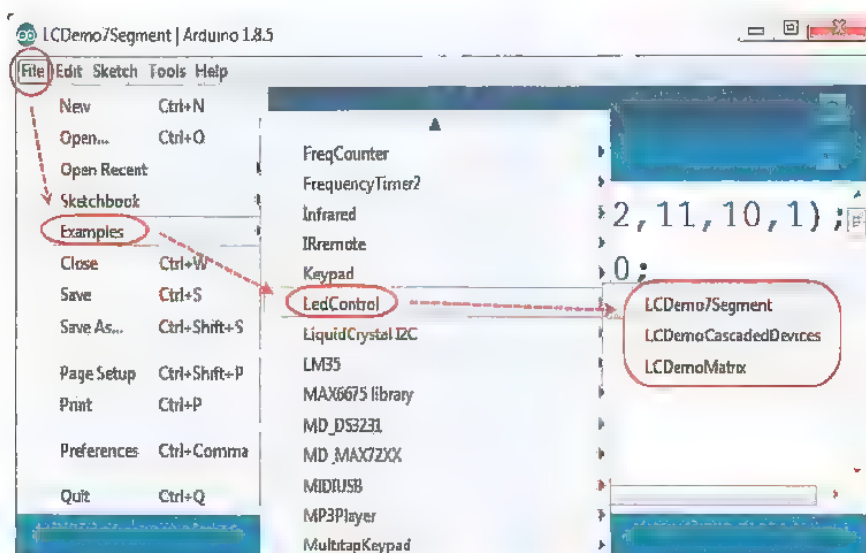 LCDemo7Segment | Arduino 1.8.5
File Edit Sketch Tools Help
New Ctrl+N
Open... Ctrl+O
Open Recent
Sketchbook
Examples
Close Ctrl+W
Save Ctrl+S
Save As... Ctrl+Shift+S
Page Setup Ctrl+Shift+P
Print Ctrl+P
Preferences Ctrl+Comma
Quit Ctrl+Q
FreqCounter
FrequencyTimer2
Infrared
IRremote
Keypad
LedControl
LiquidCrystal I2C
LM35
MAX6675 library
MD_DS3231
MD_MAX72XX
MIDIUSB
MP3Player
MultitapKeypad
2,11,10,1);
0;
LCDemo7Segment
LCDemoCascadedDevices
LCDemoMatrix